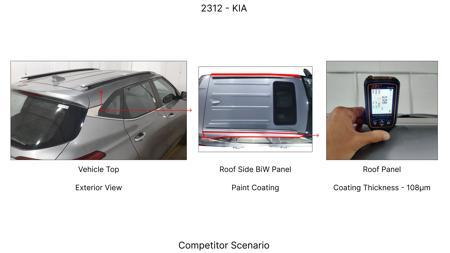 2312 - KIA
Vehicle Top
Exterior View
Roof Side BiW Panel
Paint Coating
Roof Panel
Coating Thickness - 108μm
Competitor Scenario